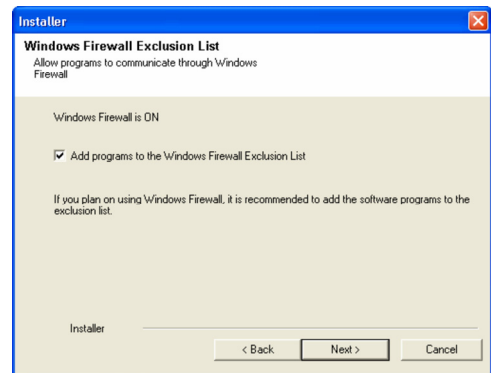 Installer
Windows Firewall Exclusion List
Allow programs to communicate through Windows
Firewall
Windows Firewall is ON
Add programs to the Windows Firewall Exclusion List
If you plan on using Windows Firewall, it is recommended to add the software programs to the
exclusion list.
Installer
< Back
Next >
Cancel